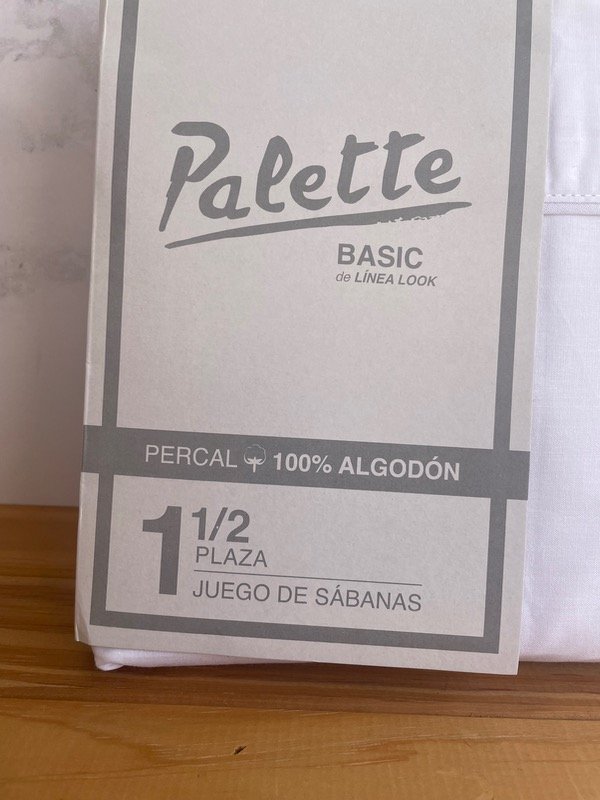 Palette
BASIC
de LÍNEA LOOK
PERCAL 100% ALGODÓN
1 1/2
PLAZA
JUEGO DE SÁBANAS